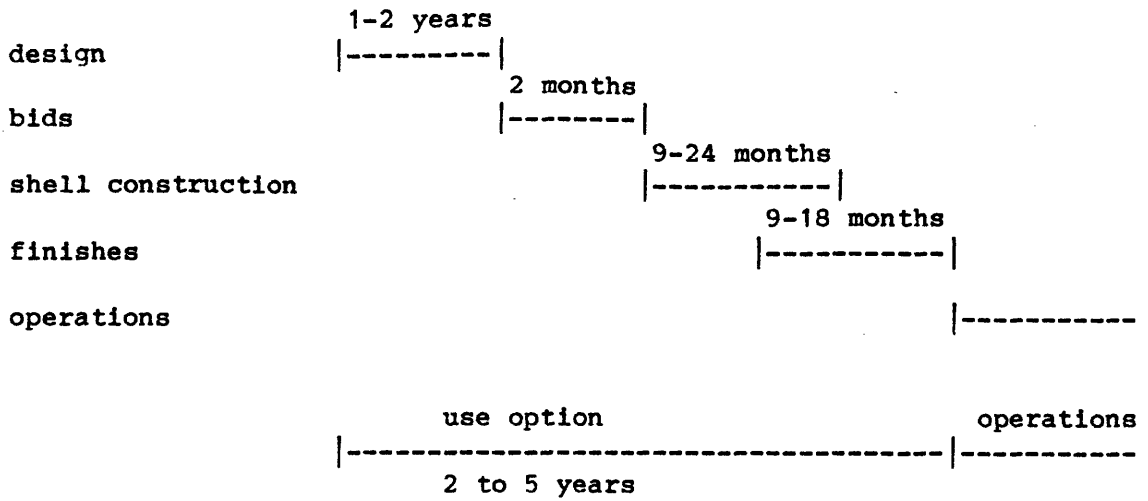 1-2 years
design |---------|
2 months
bids |--------|
9-24 months
shell construction |------------|
9-18 months
finishes |-----------|
operations |-----------
use option operations
|--------------------------------------|-----------
2 to 5 years